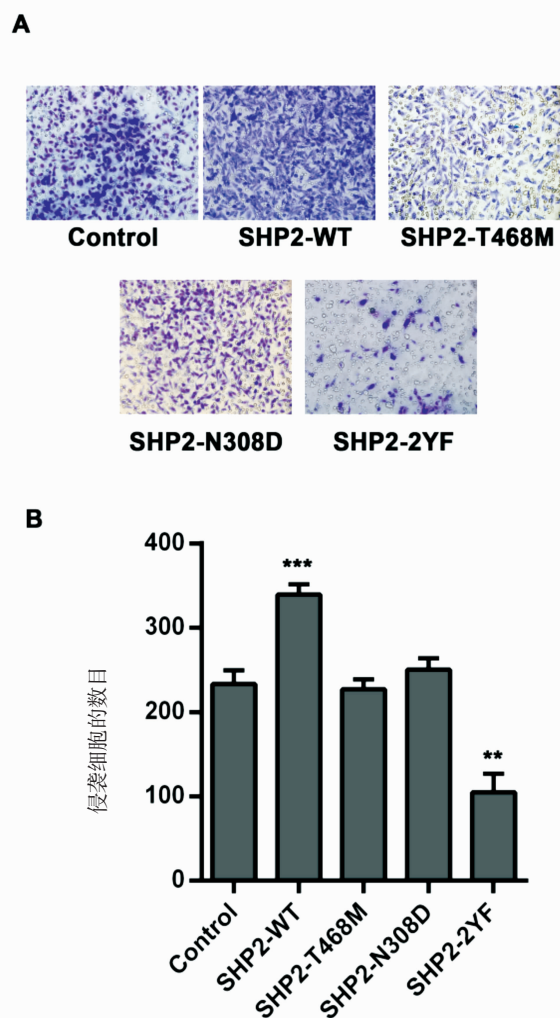 A
Control SHP2-WT SHP2-T468M
SHP2-N308D SHP2-2YF
B
侵袭细胞的数目
400
300
200
100
0
***
**
Control
SHP2-WT
SHP2-T468M
SHP2-N308D
SHP2-2YF